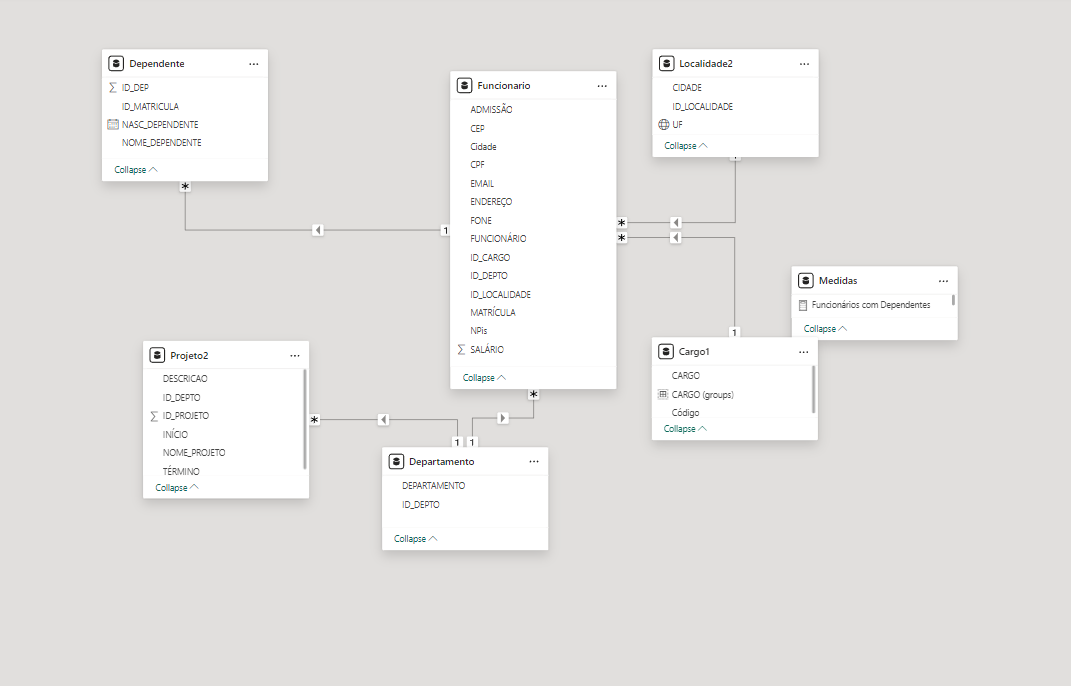 Dependente ...
ID_DEP
ID_MATRICULA
NASC_DEPENDENTE
NOME_DEPENDENTE
Collapse
*
1
Funcionario ...
ADMISSÃO
CEP
Cidade
CPF
EMAIL
ENDEREÇO
FONE
FUNCIONÁRIO
ID_CARGO
ID_DEPTO
ID_LOCALIDADE
MATRÍCULA
NPis
Σ SALÁRIO
Collapse
*
*
*
Localidade2 ...
CIDADE
ID_LOCALIDADE
UF
Collapse
Medidas ...
Funcionários com Dependentes
Collapse
1
Cargo1 ...
CARGO
CARGO (groups)
Código
Collapse
Projeto2 ...
DESCRICAO
ID_DEPTO
Σ ID_PROJETO
INÍCIO
NOME_PROJETO
TÉRMINO
Collapse
*
1 1
Departamento ...
DEPARTAMENTO
ID_DEPTO
Collapse